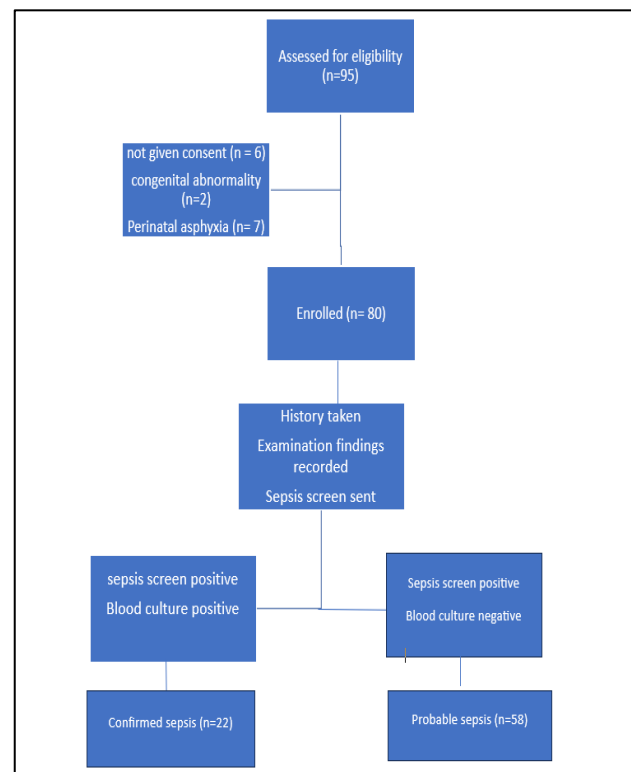 Assessed for eligibility
(n=95)
not given consent (n = 6)
congenital abnormality
(n=2)
Perinatal asphyxia (n= 7)
Enrolled (n= 80)
History taken
Examination findings
recorded
Sepsis screen sent
sepsis screen positive
Blood culture positive
Sepsis screen positive
Blood culture negative
Confirmed sepsis (n=22)
Probable sepsis (n=58)